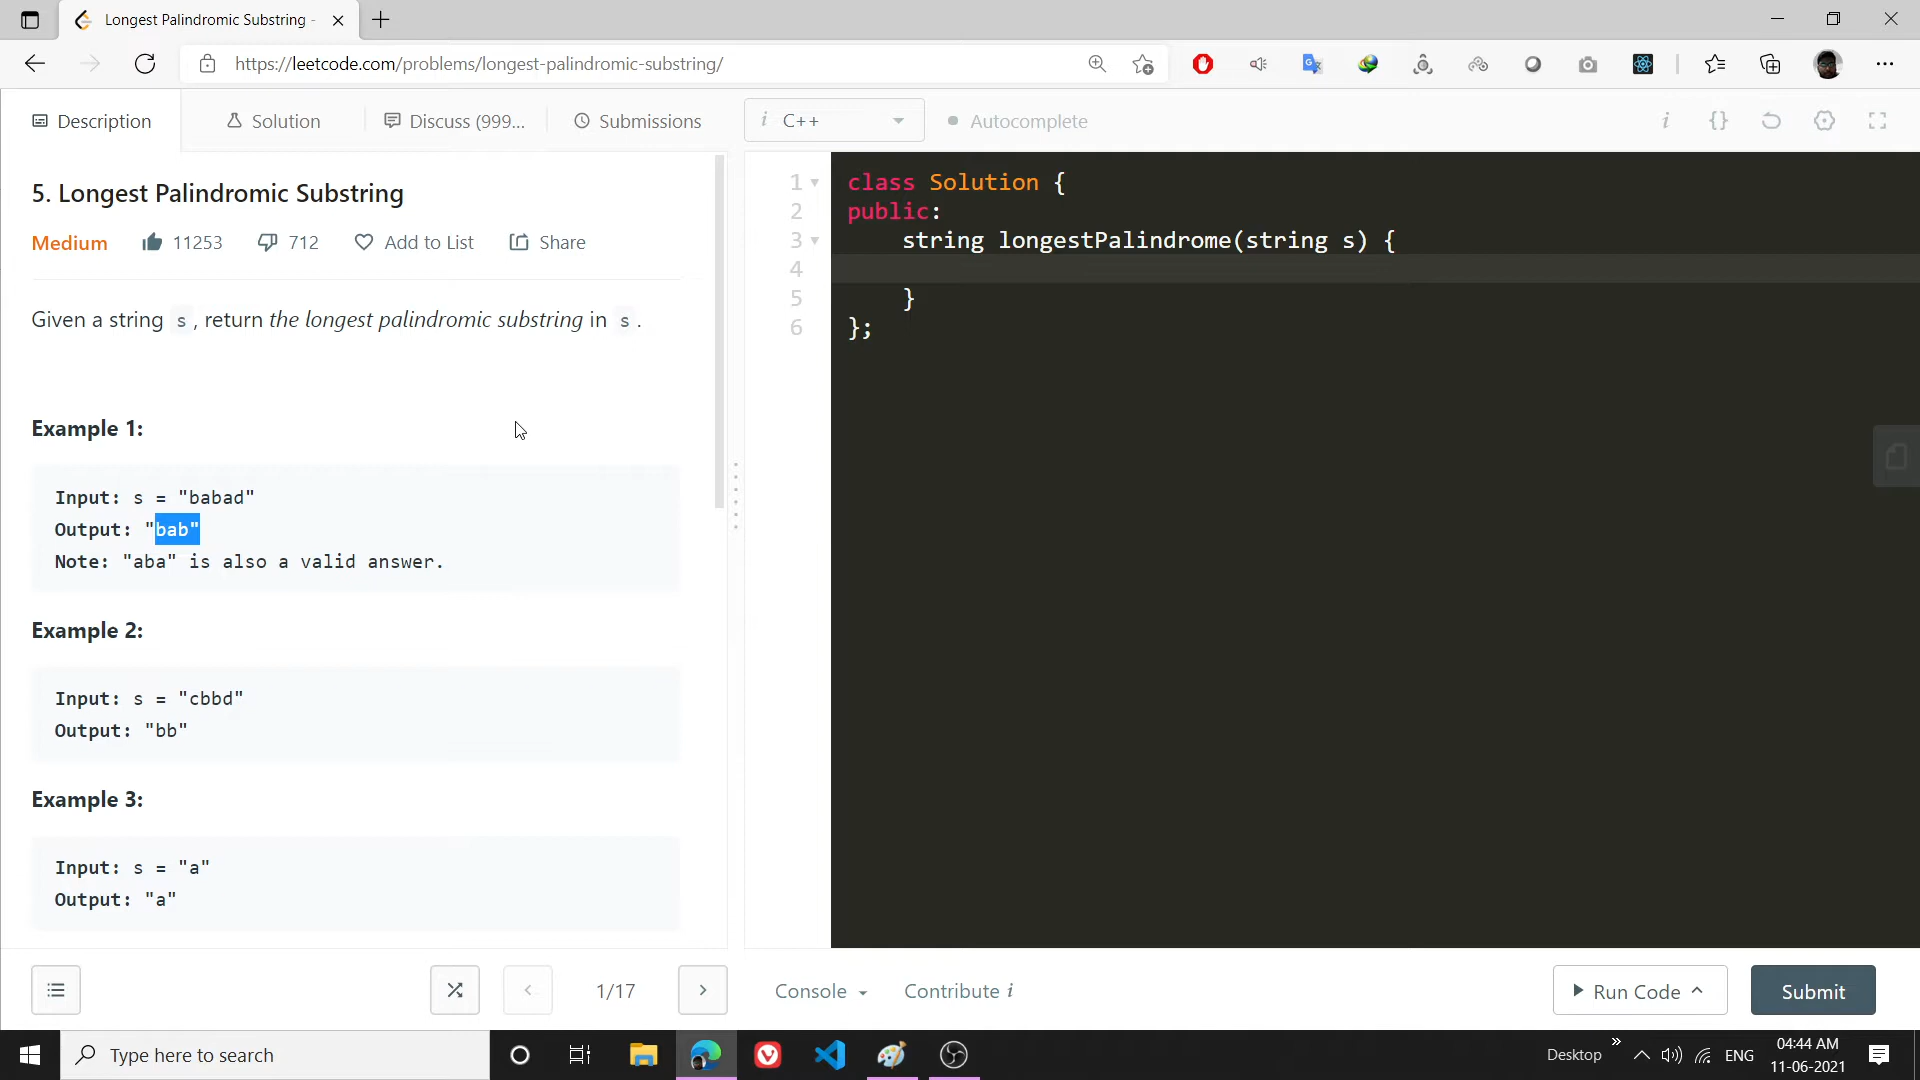 Longest Palindromic Substring -
https://leetcode.com/problems/longest-palindromic-substring/
Description
Solution
Discuss (999...
Submissions
i C++
Autocomplete
i {}
5. Longest Palindromic Substring
Medium 11253 712 Add to List Share
Given a string s , return the longest palindromic substring in s .
Example 1:
Input: s = "babad"
Output: "bab"
Note: "aba" is also a valid answer.
Example 2:
Input: s = "cbbd"
Output: "bb"
Example 3:
Input: s = "a"
Output: "a"
1 class Solution {
2 public:
3 string longestPalindrome(string s) {
4
5 }
6 };
1/17
Console
Contribute i
Run Code
Submit
Type here to search
Desktop
ENG
04:44 AM
11-06-2021